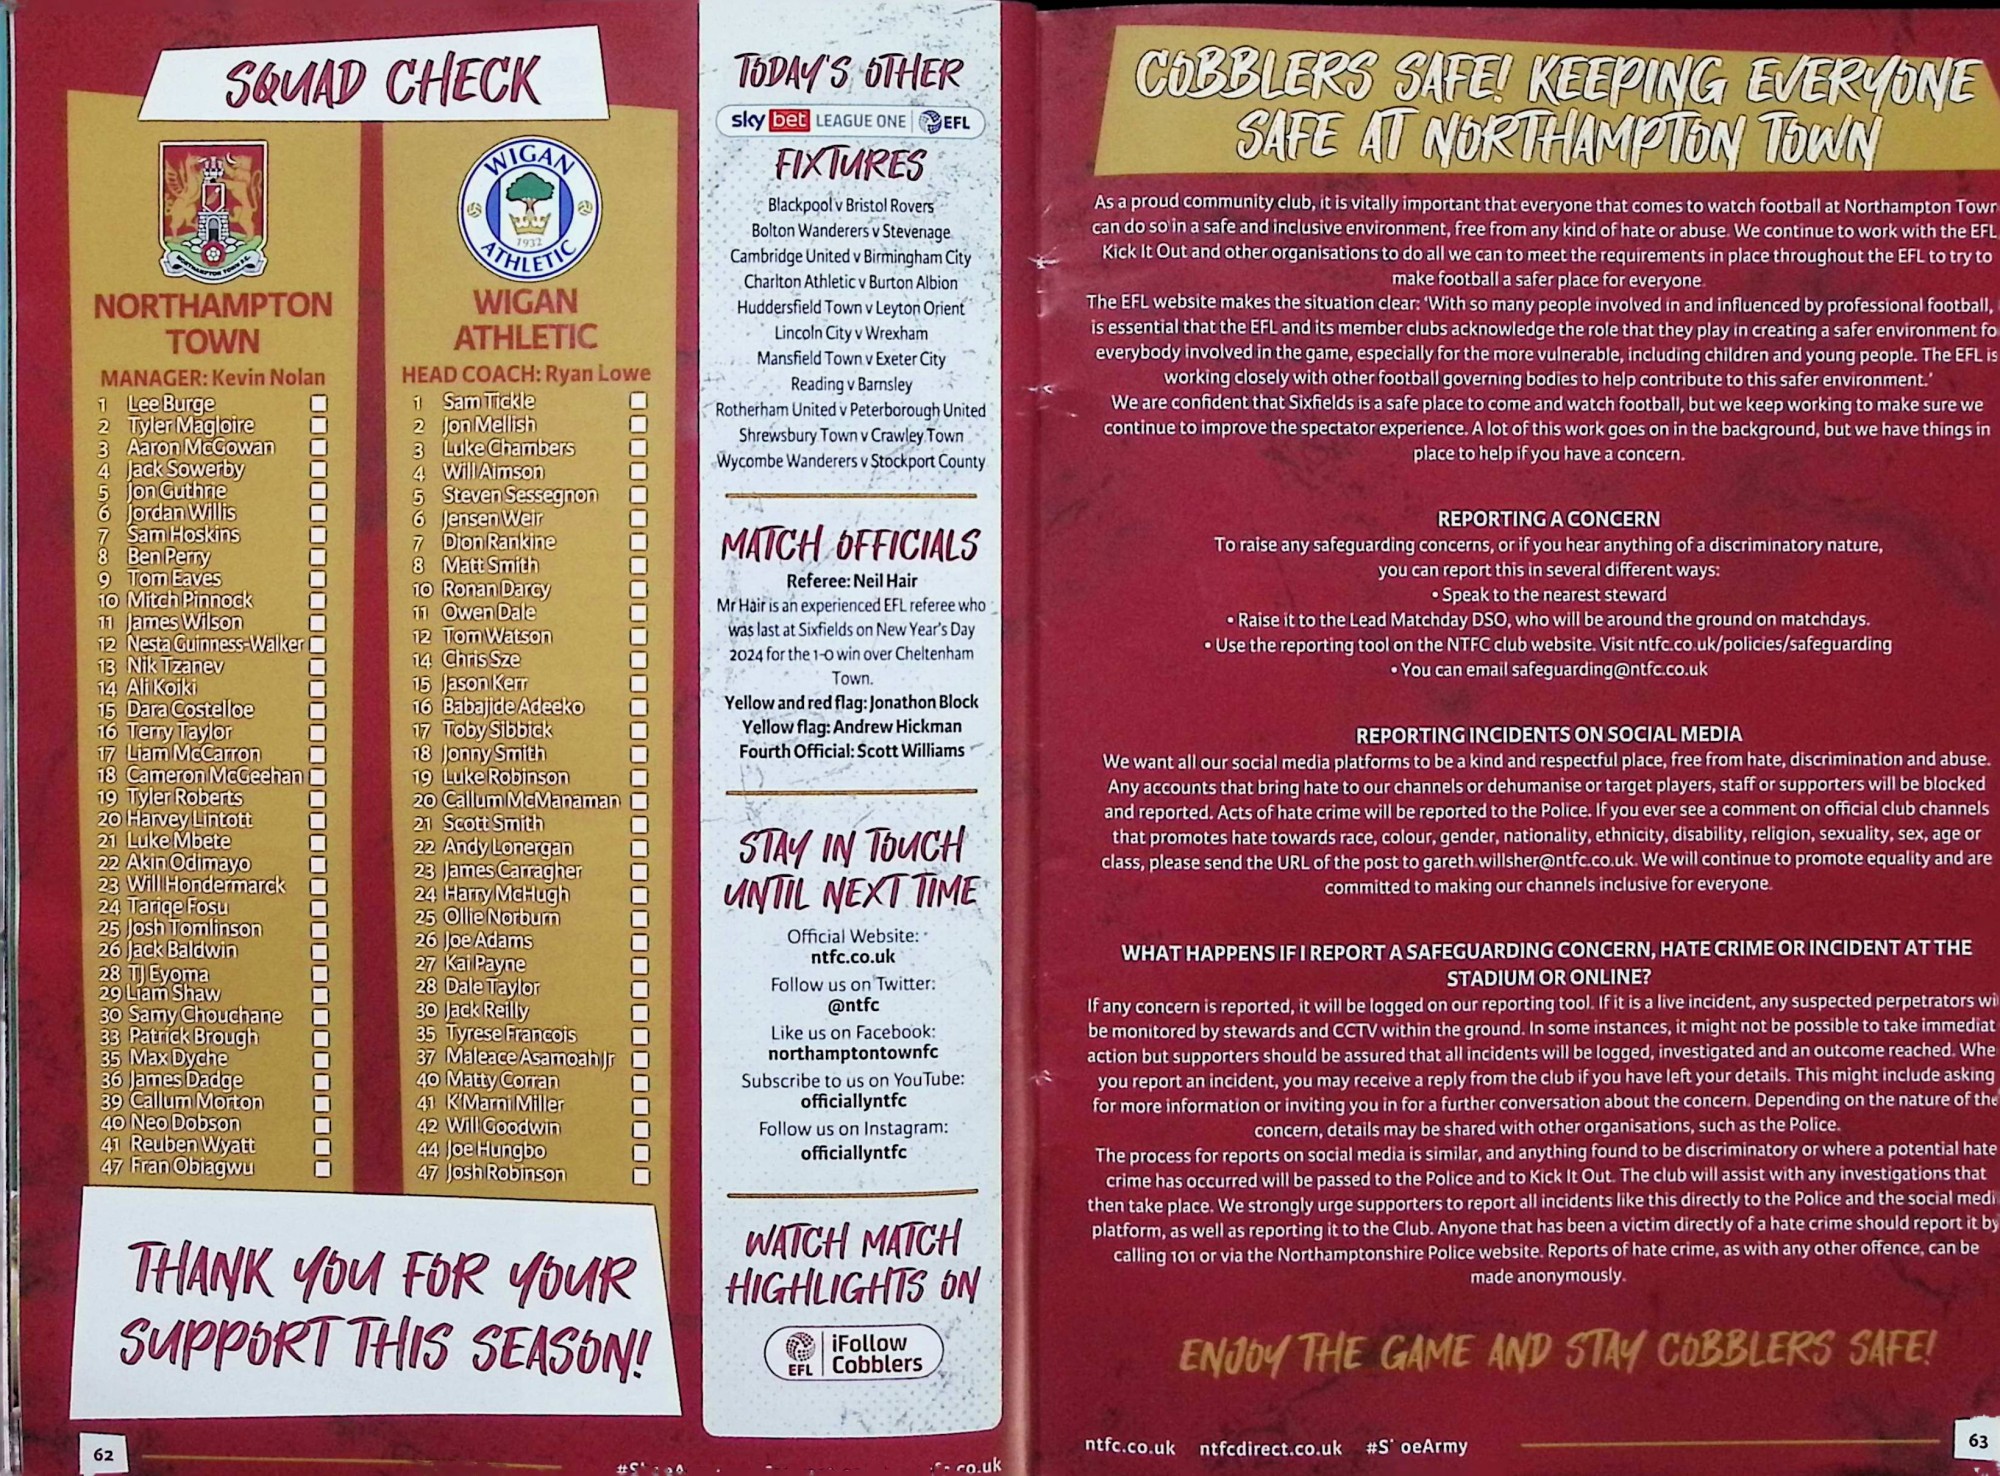 SQUAD CHECK
NORTHAMPTON TOWN F.C.
NORTHAMPTON
TOWN
MANAGER: Kevin Nolan
1 Lee Burge
2 Tyler Magloire
3 Aaron McGowan
4 Jack Sowerby
5 Jon Guthrie
6 Jordan Willis
7 Sam Hoskins
8 Ben Perry
9 Tom Eaves
10 Mitch Pinnock
11 James Wilson
12 Nesta Guinness-Walker
13 Nik Tzanev
14 Ali Koiki
15 Dara Costelloe
16 Terry Taylor
17 Liam McCarron
18 Cameron McGeehan
19 Tyler Roberts
20 Harvey Lintott
21 Luke Mbete
22 Akin Odimayo
23 Will Hondermarck
24 Tariqe Fosu
25 Josh Tomlinson
26 Jack Baldwin
28 TJ Eyoma
29 Liam Shaw
30 Samy Chouchane
33 Patrick Brough
35 Max Dyche
36 James Dadge
39 Callum Morton
40 Neo Dobson
41 Reuben Wyatt
47 Fran Obiagwu
WIGAN
1932
ATHLETIC
WIGAN
ATHLETIC
HEAD COACH: Ryan Lowe
1 Sam Tickle
2 Jon Mellish
3 Luke Chambers
4 Will Aimson
5 Steven Sessegnon
6 Jensen Weir
7 Dion Rankine
8 Matt Smith
10 Ronan Darcy
11 Owen Dale
12 Tom Watson
14 Chris Sze
15 Jason Kerr
16 Babajide Adeeko
17 Toby Sibbick
18 Jonny Smith
19 Luke Robinson
20 Callum McManaman
21 Scott Smith
22 Andy Lonergan
23 James Carragher
24 Harry McHugh
25 Ollie Norburn
26 Joe Adams
27 Kai Payne
28 Dale Taylor
30 Jack Reilly
35 Tyrese Francois
37 Maleace Asamoah Jr
40 Matty Corran
41 K'Marni Miller
42 Will Goodwin
44 Joe Hungbo
47 Josh Robinson
THANK YOU FOR YOUR
SUPPORT THIS SEASON!
62
TODAY'S OTHER
sky bet LEAGUE ONE EFL
FIXTURES
Blackpool v Bristol Rovers
Bolton Wanderers v Stevenage
Cambridge United v Birmingham City
Charlton Athletic v Burton Albion
Huddersfield Town v Leyton Orient
Lincoln City v Wrexham
Mansfield Town v Exeter City
Reading v Barnsley
Rotherham United v Peterborough United
Shrewsbury Town v Crawley Town
Wycombe Wanderers v Stockport County
MATCH OFFICIALS
Referee: Neil Hair
Mr Hair is an experienced EFL referee who
was last at Sixfields on New Year's Day
2024 for the 1-0 win over Cheltenham
Town.
Yellow and red flag: Jonathon Block
Yellow flag: Andrew Hickman
Fourth Official: Scott Williams
STAY IN TOUCH
UNTIL NEXT TIME
Official Website:
ntfc.co.uk
Follow us on Twitter:
@ntfc
Like us on Facebook:
northamptontownfc
Subscribe to us on YouTube:
officiallyntfc
Follow us on Instagram:
officiallyntfc
WATCH MATCH
HIGHLIGHTS ON
EFL iFollow
Cobblers
COBBLERS SAFE! KEEPING EVERYONE
SAFE AT NORTHAMPTON TOWN
As a proud community club, it is vitally important that everyone that comes to watch football at Northampton Town
can do so in a safe and inclusive environment, free from any kind of hate or abuse. We continue to work with the EFL,
Kick It Out and other organisations to do all we can to meet the requirements in place throughout the EFL to try to
make football a safer place for everyone.
The EFL website makes the situation clear: 'With so many people involved in and influenced by professional football,
is essential that the EFL and its member clubs acknowledge the role that they play in creating a safer environment fo
everybody involved in the game, especially for the more vulnerable, including children and young people. The EFL is
working closely with other football governing bodies to help contribute to this safer environment.'
We are confident that Sixfields is a safe place to come and watch football, but we keep working to make sure we
continue to improve the spectator experience. A lot of this work goes on in the background, but we have things in
place to help if you have a concern.
REPORTING A CONCERN
To raise any safeguarding concerns, or if you hear anything of a discriminatory nature,
you can report this in several different ways:
• Speak to the nearest steward
• Raise it to the Lead Matchday DSO, who will be around the ground on matchdays.
• Use the reporting tool on the NTFC club website. Visit ntfc.co.uk/policies/safeguarding
• You can email safeguarding@ntfc.co.uk
REPORTING INCIDENTS ON SOCIAL MEDIA
We want all our social media platforms to be a kind and respectful place, free from hate, discrimination and abuse.
Any accounts that bring hate to our channels or dehumanise or target players, staff or supporters will be blocked
and reported. Acts of hate crime will be reported to the Police. If you ever see a comment on official club channels
that promotes hate towards race, colour, gender, nationality, ethnicity, disability, religion, sexuality, sex, age or
class, please send the URL of the post to gareth.willsher@ntfc.co.uk. We will continue to promote equality and are
committed to making our channels inclusive for everyone.
WHAT HAPPENS IF I REPORT A SAFEGUARDING CONCERN, HATE CRIME OR INCIDENT AT THE
STADIUM OR ONLINE?
If any concern is reported, it will be logged on our reporting tool. If it is a live incident, any suspected perpetrators wi
be monitored by stewards and CCTV within the ground. In some instances, it might not be possible to take immediat
action but supporters should be assured that all incidents will be logged, investigated and an outcome reached. Whe
you report an incident, you may receive a reply from the club if you have left your details. This might include asking
for more information or inviting you in for a further conversation about the concern. Depending on the nature of the
concern, details may be shared with other organisations, such as the Police.
The process for reports on social media is similar, and anything found to be discriminatory or where a potential hate
crime has occurred will be passed to the Police and to Kick It Out. The club will assist with any investigations that
then take place. We strongly urge supporters to report all incidents like this directly to the Police and the social medi
platform, as well as reporting it to the Club. Anyone that has been a victim directly of a hate crime should report it by
calling 101 or via the Northamptonshire Police website. Reports of hate crime, as with any other offence, can be
made anonymously.
ENJOY THE GAME AND STAY COBBLERS SAFE!
ntfc.co.uk ntfcdirect.co.uk #S oeArmy
63